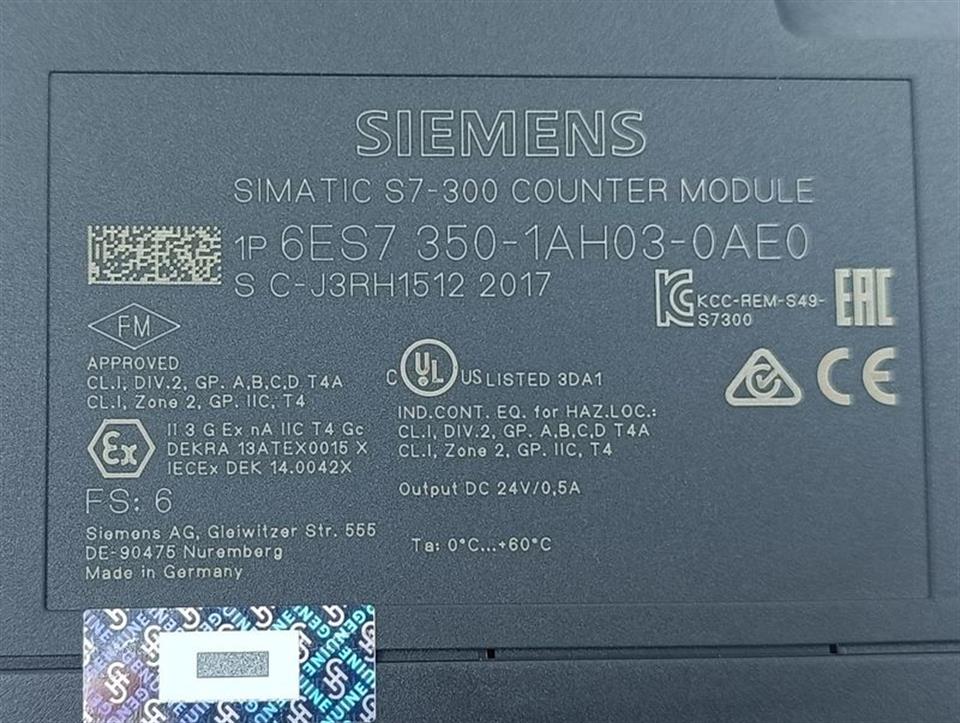 SIEMENS
SIMATIC S7-300 COUNTER MODULE
1P 6ES7 350-1AH03-0AE0
S C-J3RH1512 2017
KCC-REM-S49-
S7300
EAC
FM
APPROVED
CL.I, DIV.2, GP. A,B,C,D T4A
CL.I, Zone 2, GP. IIC, T4
C UL US LISTED 3DA1
IND.CONT. EQ. for HAZ.LOC.:
CL.I, DIV.2, GP. A,B,C,D T4A
CL.I, Zone 2, GP. IIC, T4
CE
Ex
II 3 G Ex nA IIC T4 Gc
DEKRA 13ATEX0015 X
IECEx DEK 14.0042X
Output DC 24V/0,5A
FS: 6
Siemens AG, Gleiwitzer Str. 555
DE-90475 Nuremberg
Made in Germany
Ta: 0°C...+60°C
GENUINE